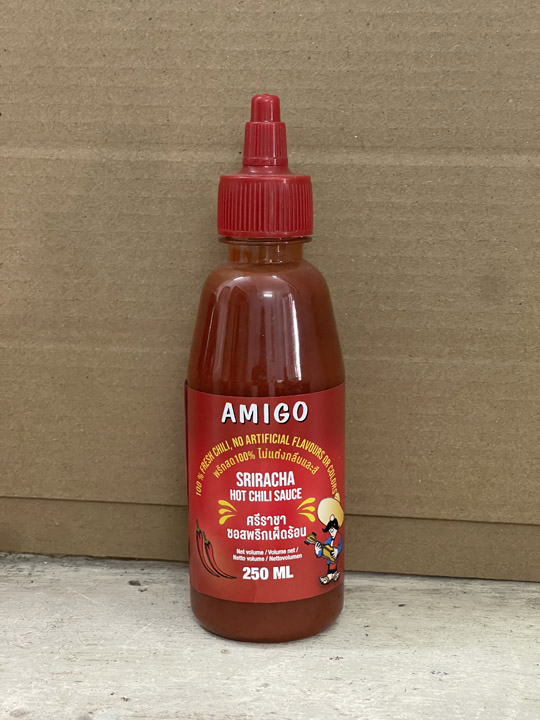 AMIGO
100 % FRESH CHILI, NO ARTIFICIAL FLAVOURS OR COLORS
พริกสด100% ไม่แต่งกลิ่นและสี
SRIRACHA
HOT CHILI SAUCE
ศรีราชา
ซอสพริกเผ็ดร้อน
Net volume / Volume net /
Netto volume / Nettovolumen
250 ML